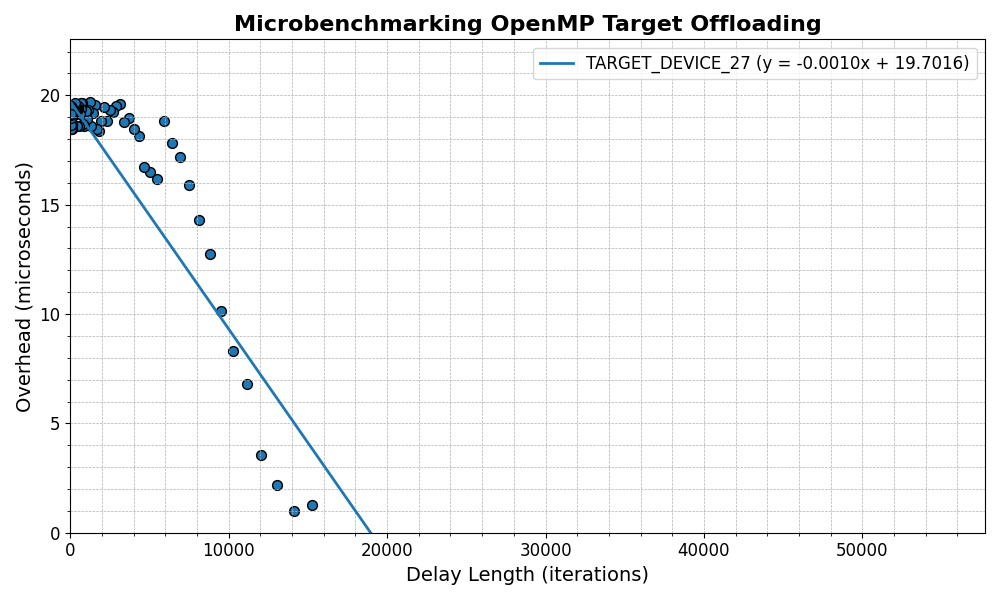 Microbenchmarking OpenMP Target Offloading
TARGET_DEVICE_27 (y = -0.0010x + 19.7016)
Overhead (microseconds)
20
15
10
5
0
0 10000 20000 30000 40000 50000
Delay Length (iterations)